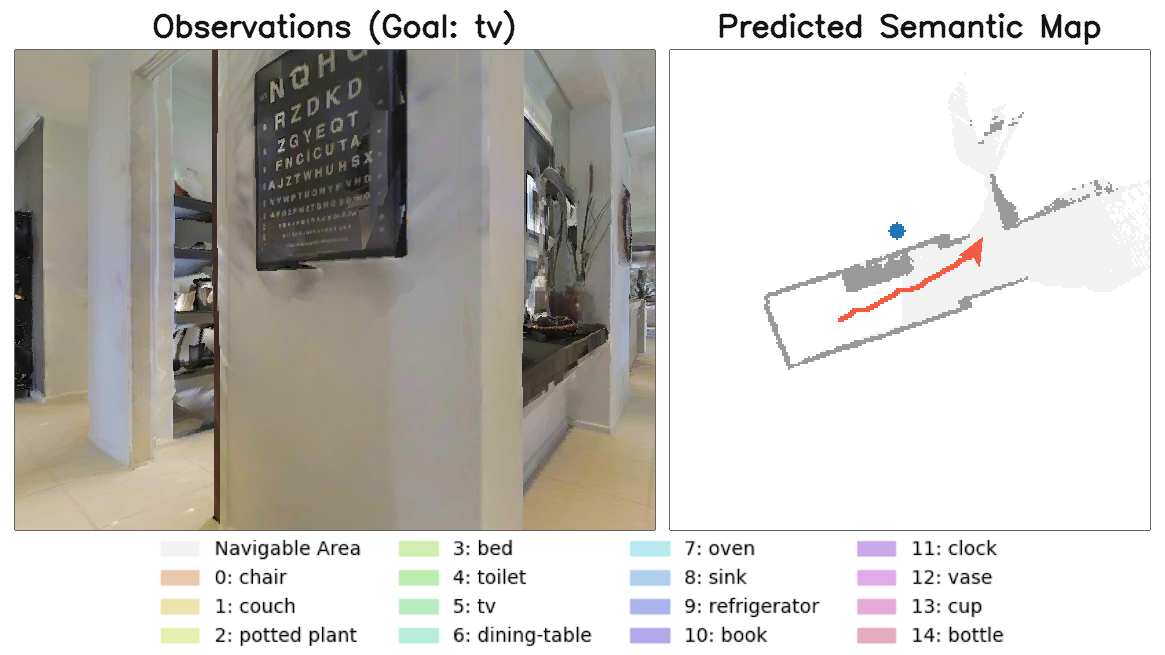 Observations (Goal: tv)
Predicted Semantic Map
NQHC
RZDKD
ZGYEQT
FNCICUTA
AJZTWHUHSX
Navigable Area
0: chair
1: couch
2: potted plant
3: bed
4: toilet
5: tv
6: dining-table
7: oven
8: sink
9: refrigerator
10: book
11: clock
12: vase
13: cup
14: bottle